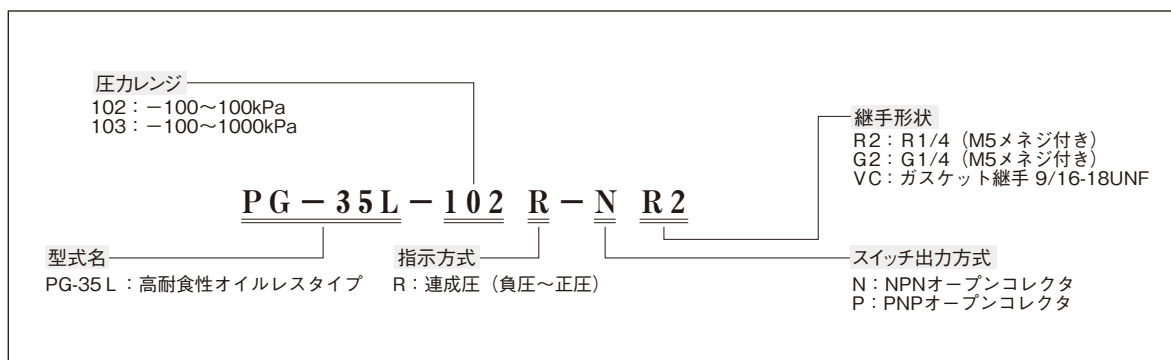 圧力レンジ
102：－100～100kPa
103：－100～1000kPa
継手形状
R2：R1/4（M5メネジ付き）
G2：G1/4（M5メネジ付き）
VC：ガスケット継手 9/16-18UNF
PG－35L－102 R－N R2
型式名
PG-35L：高耐食性オイルレスタイプ
指示方式
R：連成圧（負圧～正圧）
スイッチ出力方式
N：NPNオープンコレクタ
P：PNPオープンコレクタ